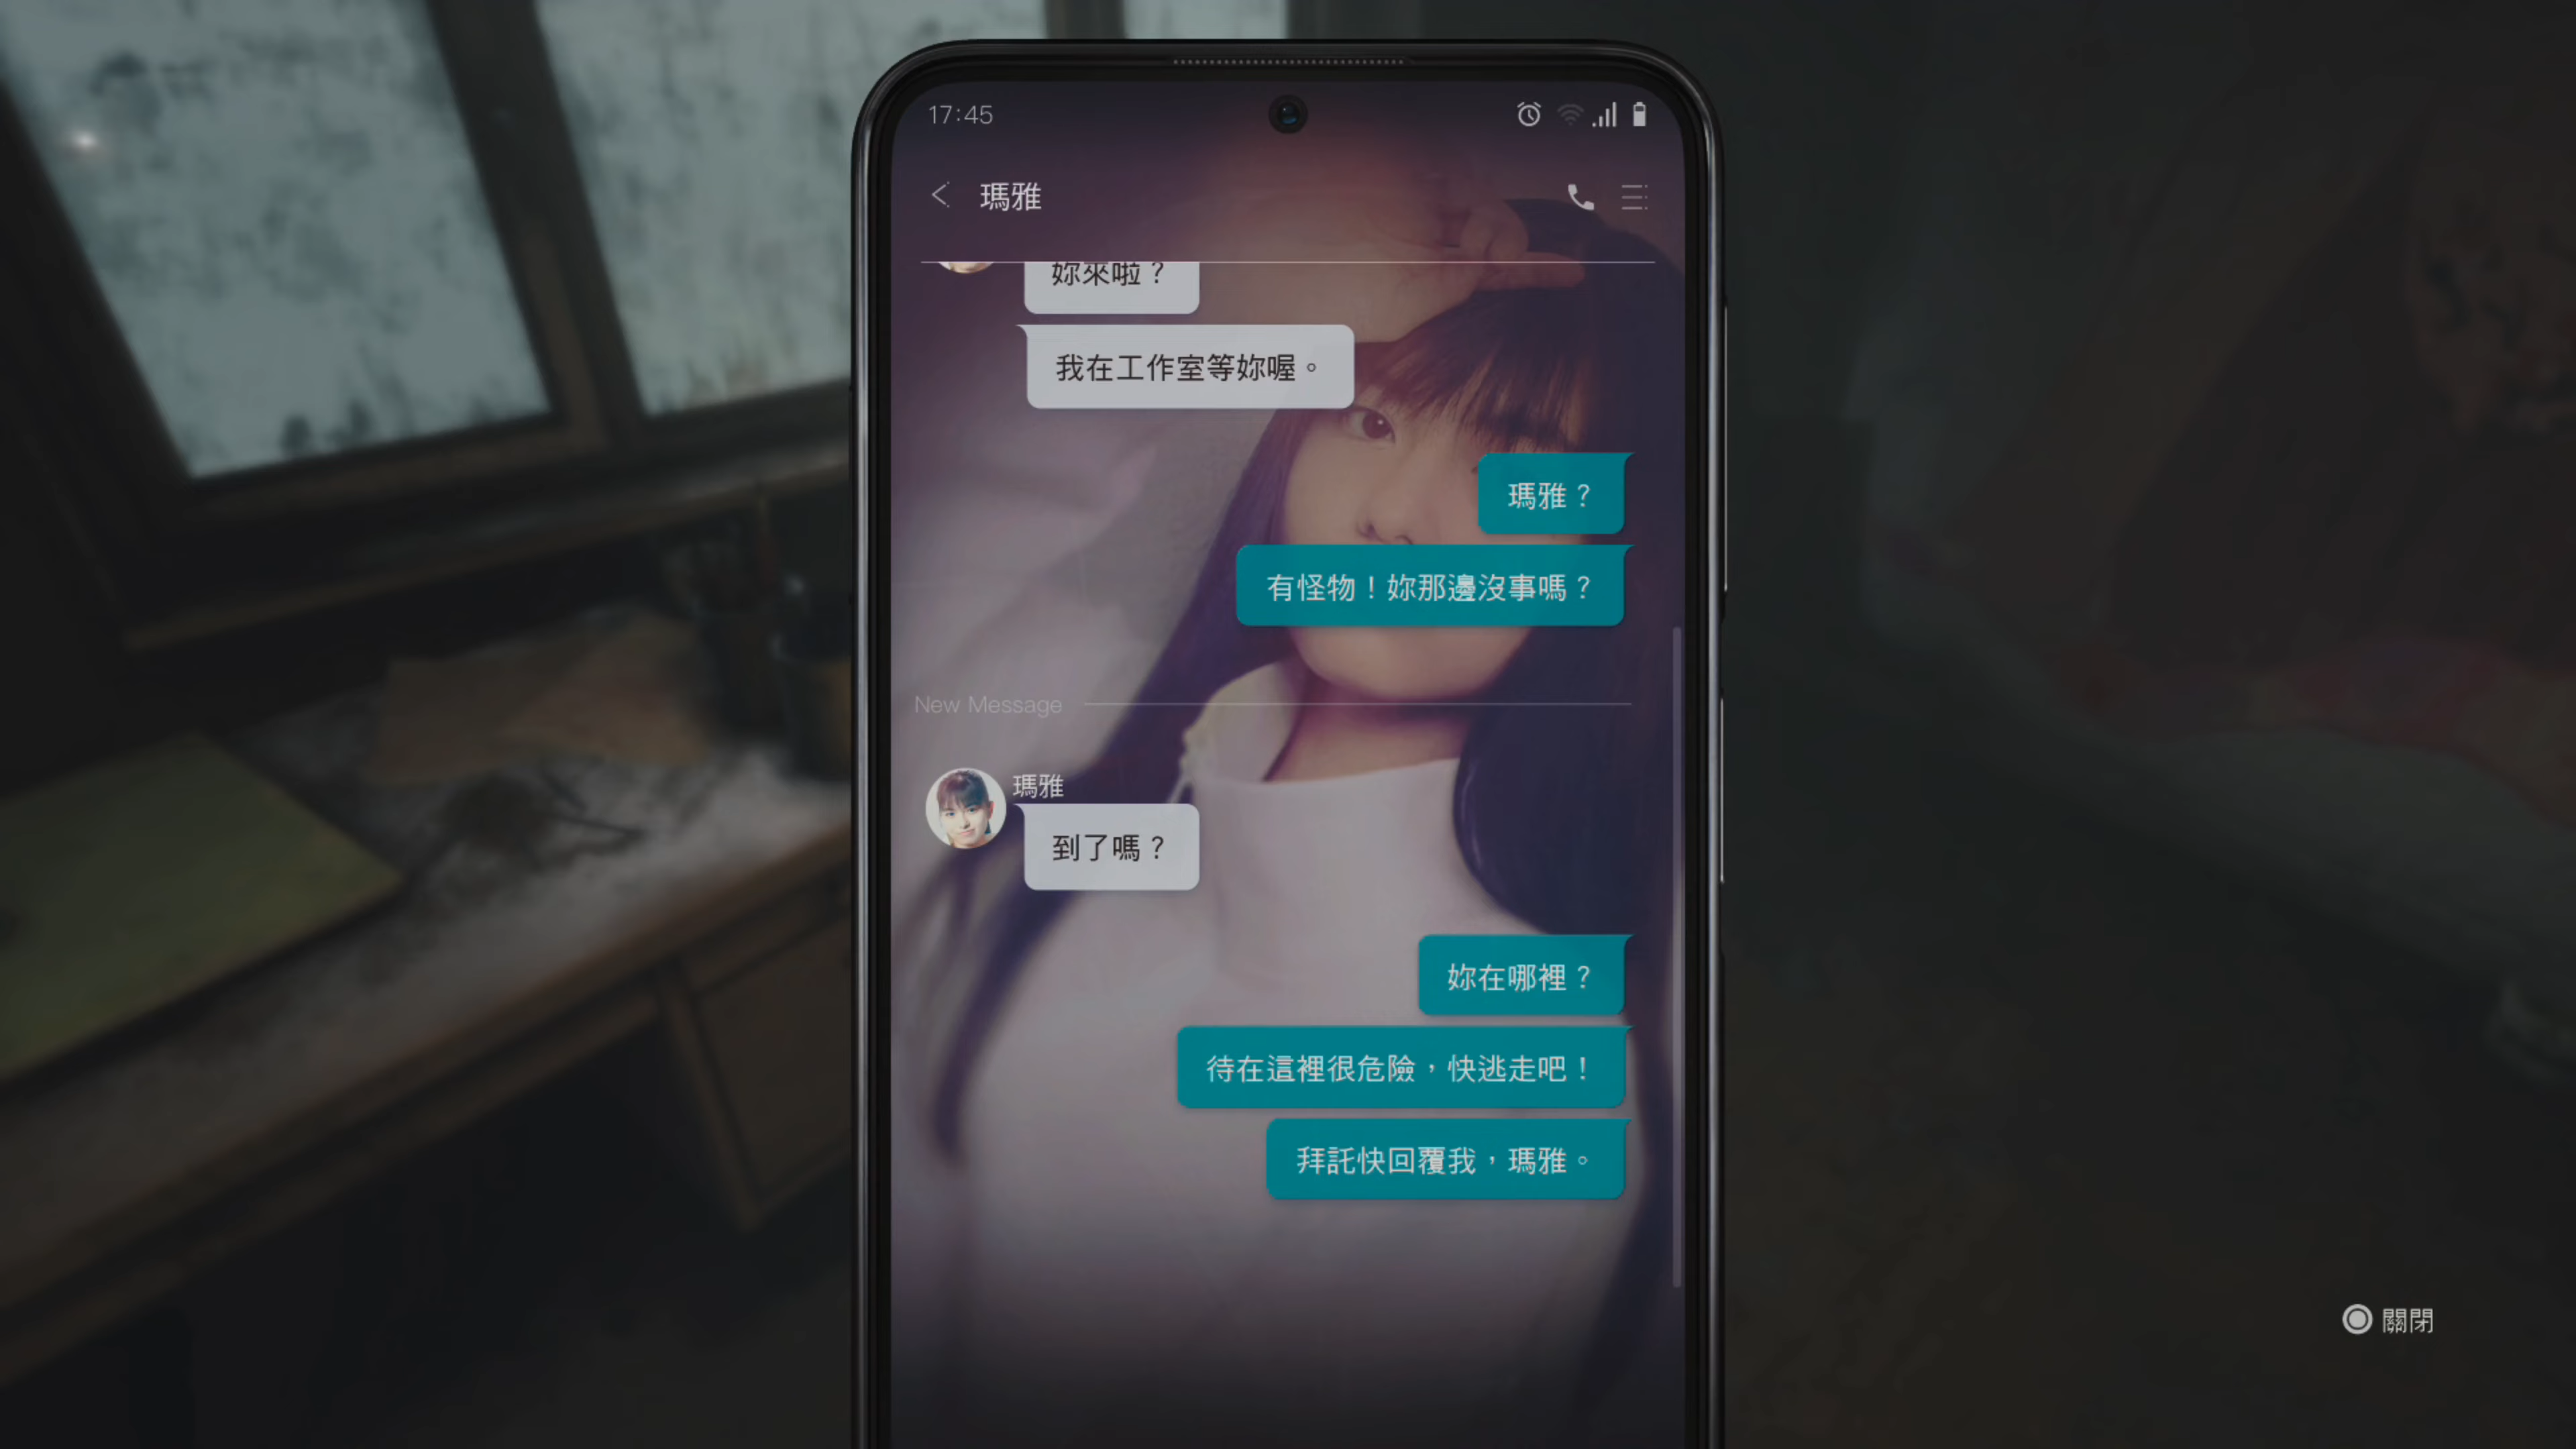 17:45
瑪雅
妳來啦？
我在工作室等妳喔。
瑪雅？
有怪物！妳那邊沒事嗎？
New Message
瑪雅
到了嗎？
妳在哪裡？
待在這裡很危險，快逃走吧！
拜託快回覆我，瑪雅。
關閉